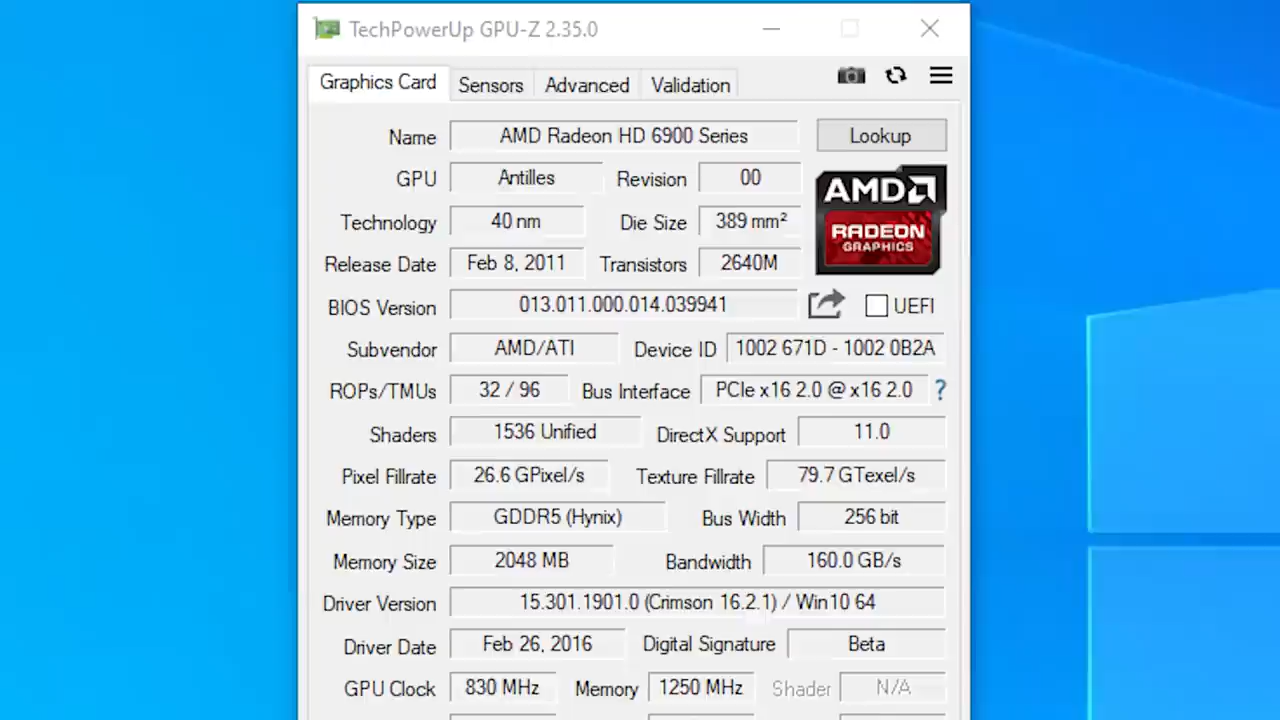 TechPowerUp GPU-Z 2.35.0
Graphics Card Sensors Advanced Validation
Name AMD Radeon HD 6900 Series Lookup
GPU Antilles Revision 00
AMD
RADEON
GRAPHICS
Technology 40 nm Die Size 389 mm²
Release Date Feb 8, 2011 Transistors 2640M
BIOS Version 013.011.000.014.039941 UEFI
Subvendor AMD/ATI Device ID 1002 671D - 1002 0B2A
ROPs/TMUs 32 / 96 Bus Interface PCIe x16 2.0 @ x16 2.0 ?
Shaders 1536 Unified DirectX Support 11.0
Pixel Fillrate 26.6 GPixel/s Texture Fillrate 79.7 GTexel/s
Memory Type GDDR5 (Hynix) Bus Width 256 bit
Memory Size 2048 MB Bandwidth 160.0 GB/s
Driver Version 15.301.1901.0 (Crimson 16.2.1) / Win10 64
Driver Date Feb 26, 2016 Digital Signature Beta
GPU Clock 830 MHz Memory 1250 MHz Shader N/A